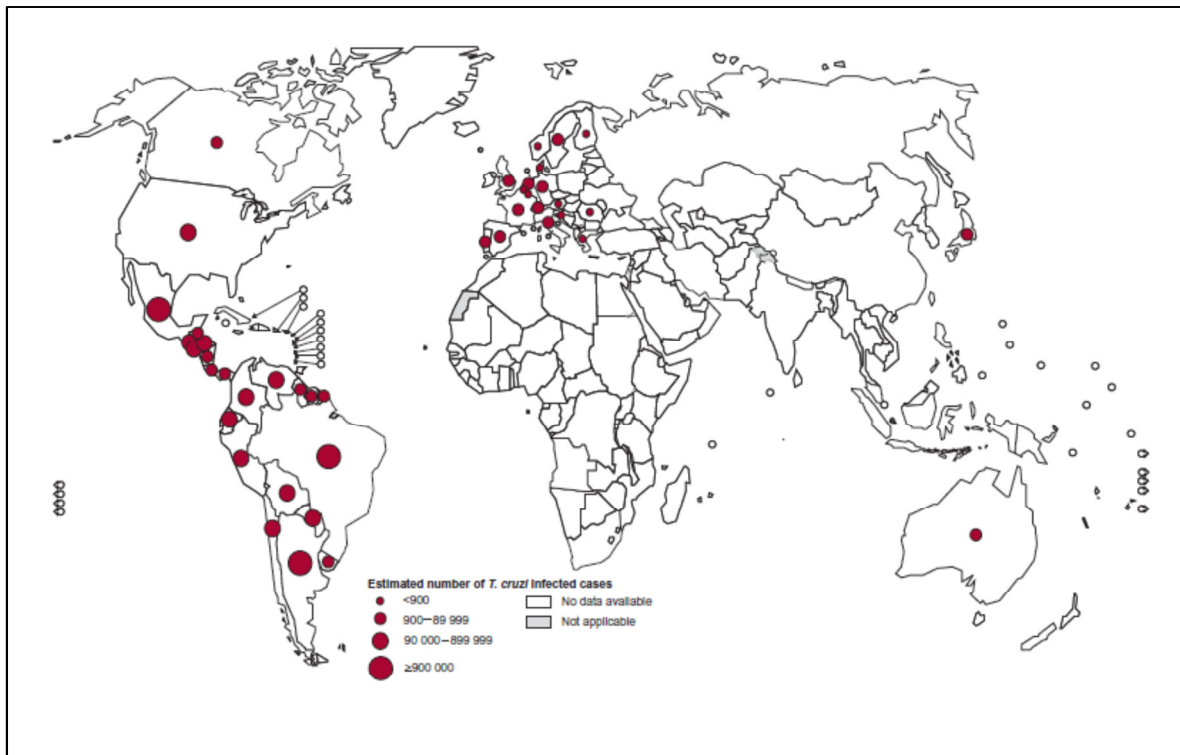 Estimated number of T. cruzi infected cases
<900
900–89 999
90 000–899 999
≥900 000
No data available
Not applicable